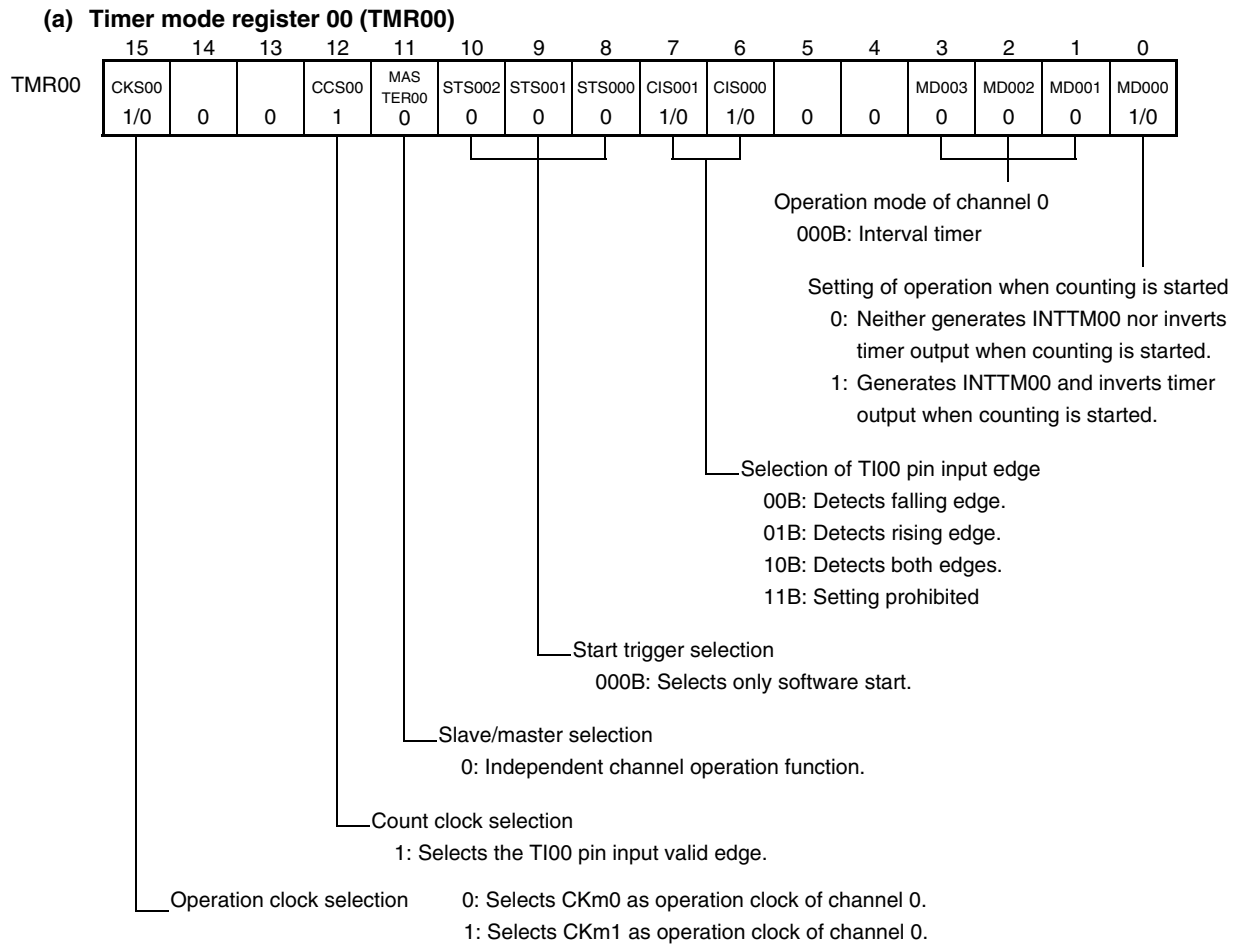 (a) Timer mode register 00 (TMR00)
15 14 13 12 11 10 9 8 7 6 5 4 3 2 1 0
TMR00
CKS00 CCS00 MAS TER00 STS002 STS001 STS000 CIS001 CIS000 MD003 MD002 MD001 MD000
1/0 0 0 1 0 0 0 0 1/0 1/0 0 0 0 0 0 1/0
Operation mode of channel 0
000B: Interval timer
Setting of operation when counting is started
0: Neither generates INTTM00 nor inverts
timer output when counting is started.
1: Generates INTTM00 and inverts timer
output when counting is started.
Selection of TI00 pin input edge
00B: Detects falling edge.
01B: Detects rising edge.
10B: Detects both edges.
11B: Setting prohibited
Start trigger selection
000B: Selects only software start.
Slave/master selection
0: Independent channel operation function.
Count clock selection
1: Selects the TI00 pin input valid edge.
Operation clock selection 0: Selects CKm0 as operation clock of channel 0.
1: Selects CKm1 as operation clock of channel 0.